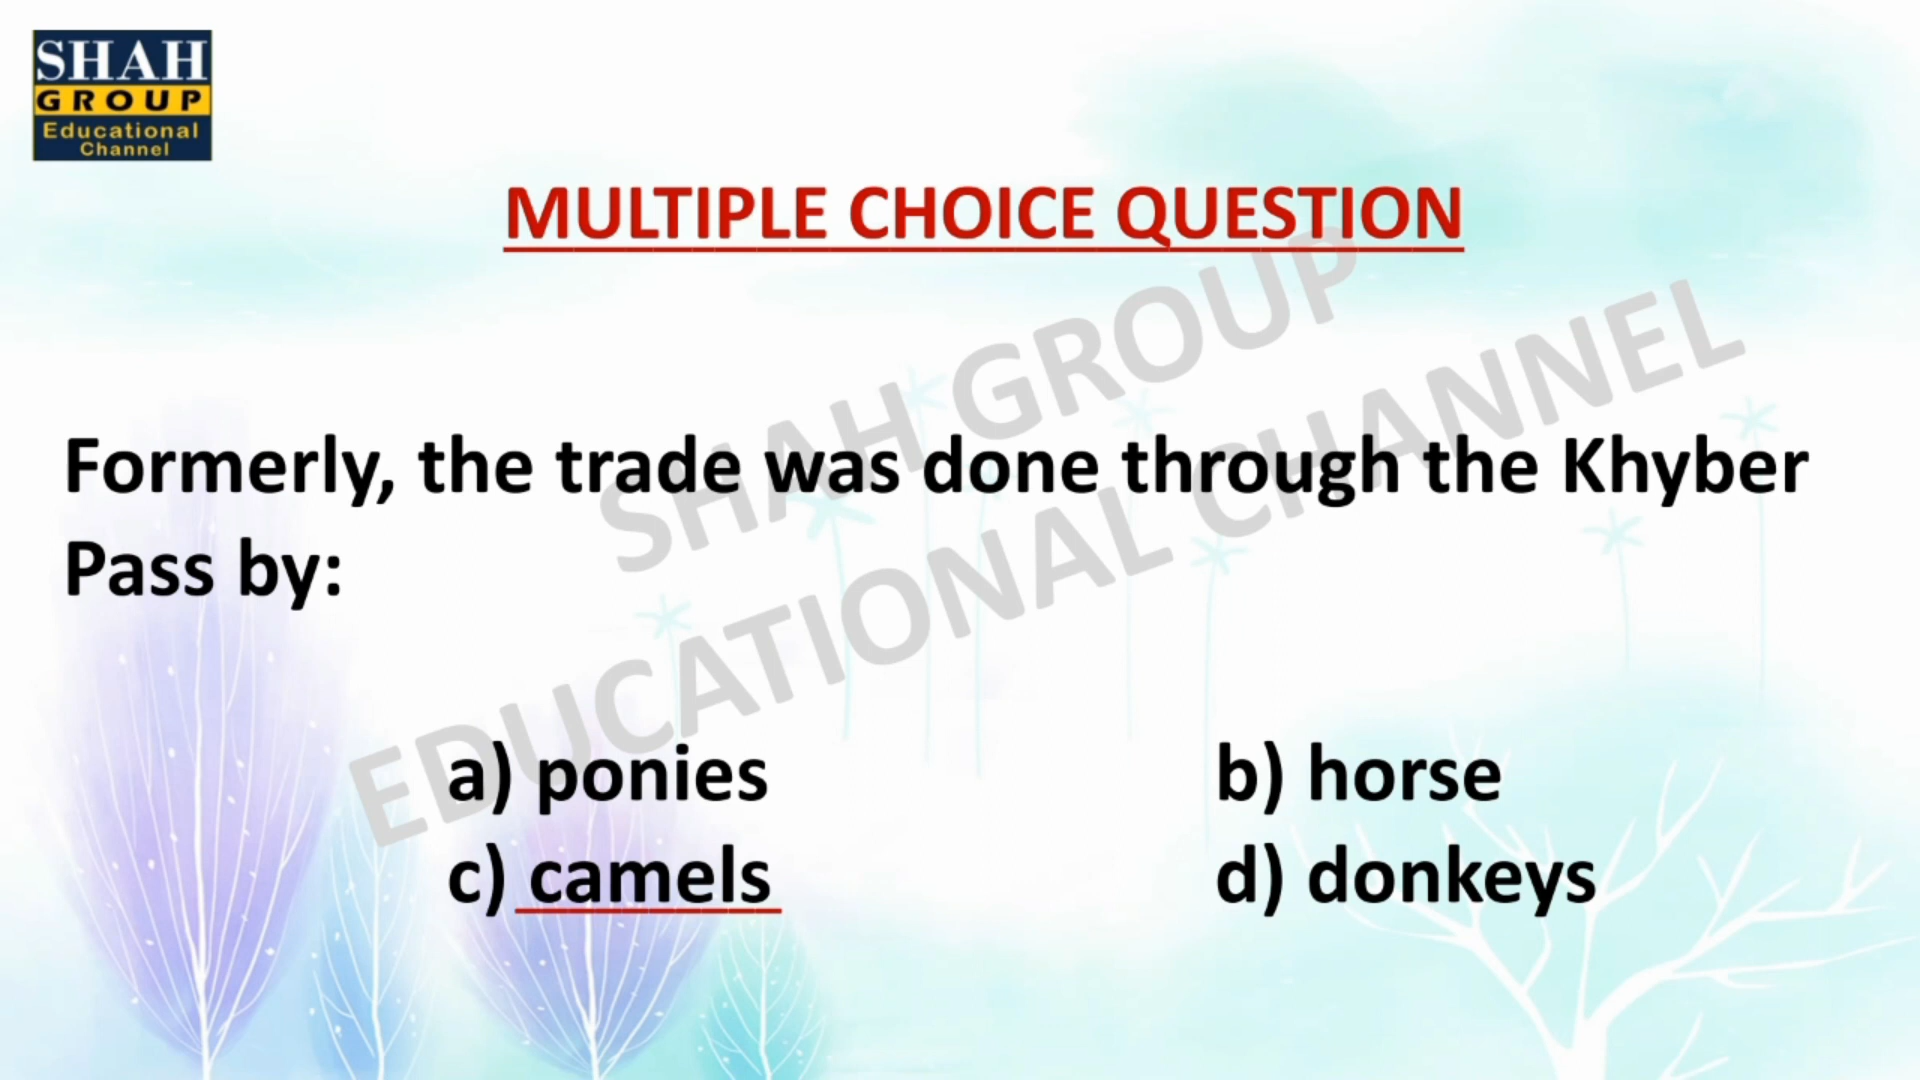 SHAH
GROUP
Educational
Channel
MULTIPLE CHOICE QUESTION
SHAH GROUP
EDUCATIONAL CHANNEL
Formerly, the trade was done through the Khyber
Pass by:
a) ponies
b) horse
c) camels
d) donkeys